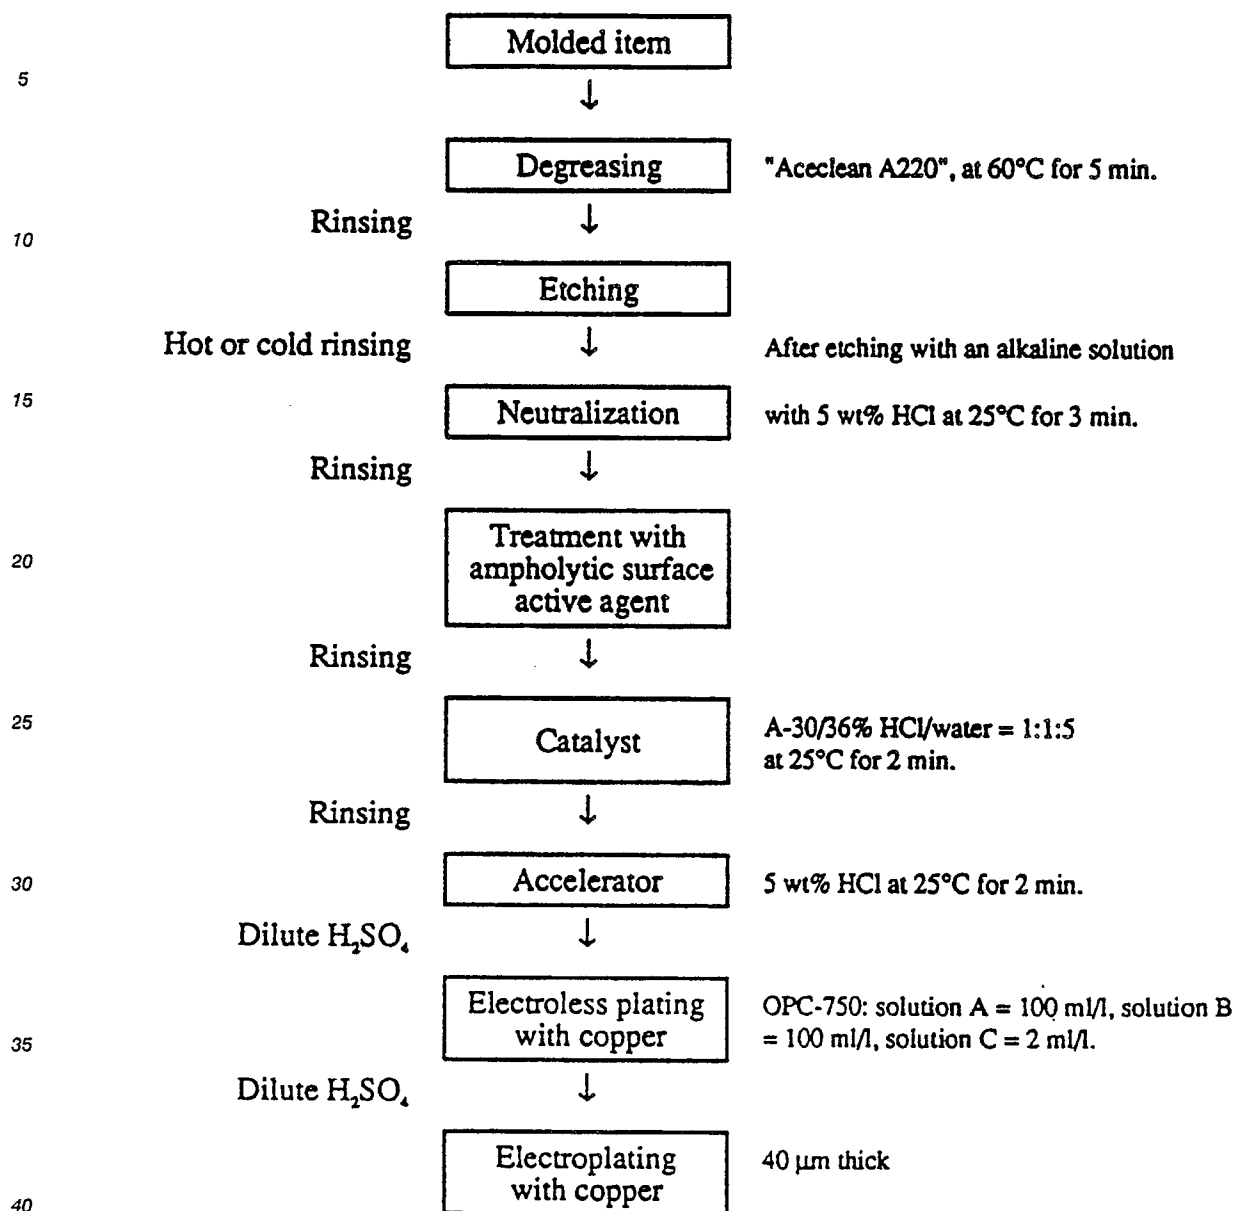 Molded item
5
↓
Degreasing "Aceclean A220", at 60°C for 5 min.
Rinsing ↓
10
Etching
Hot or cold rinsing ↓ After etching with an alkaline solution
15
Neutralization with 5 wt% HCl at 25°C for 3 min.
Rinsing ↓
Treatment with
20
ampholytic surface
active agent
Rinsing ↓
25
Catalyst A-30/36% HCl/water = 1:1:5
at 25°C for 2 min.
Rinsing ↓
30
Accelerator 5 wt% HCl at 25°C for 2 min.
Dilute H₂SO₄ ↓
Electroless plating OPC-750: solution A = 100 ml/l, solution B
with copper = 100 ml/l, solution C = 2 ml/l.
35
Dilute H₂SO₄ ↓
Electroplating 40 µm thick
with copper
40